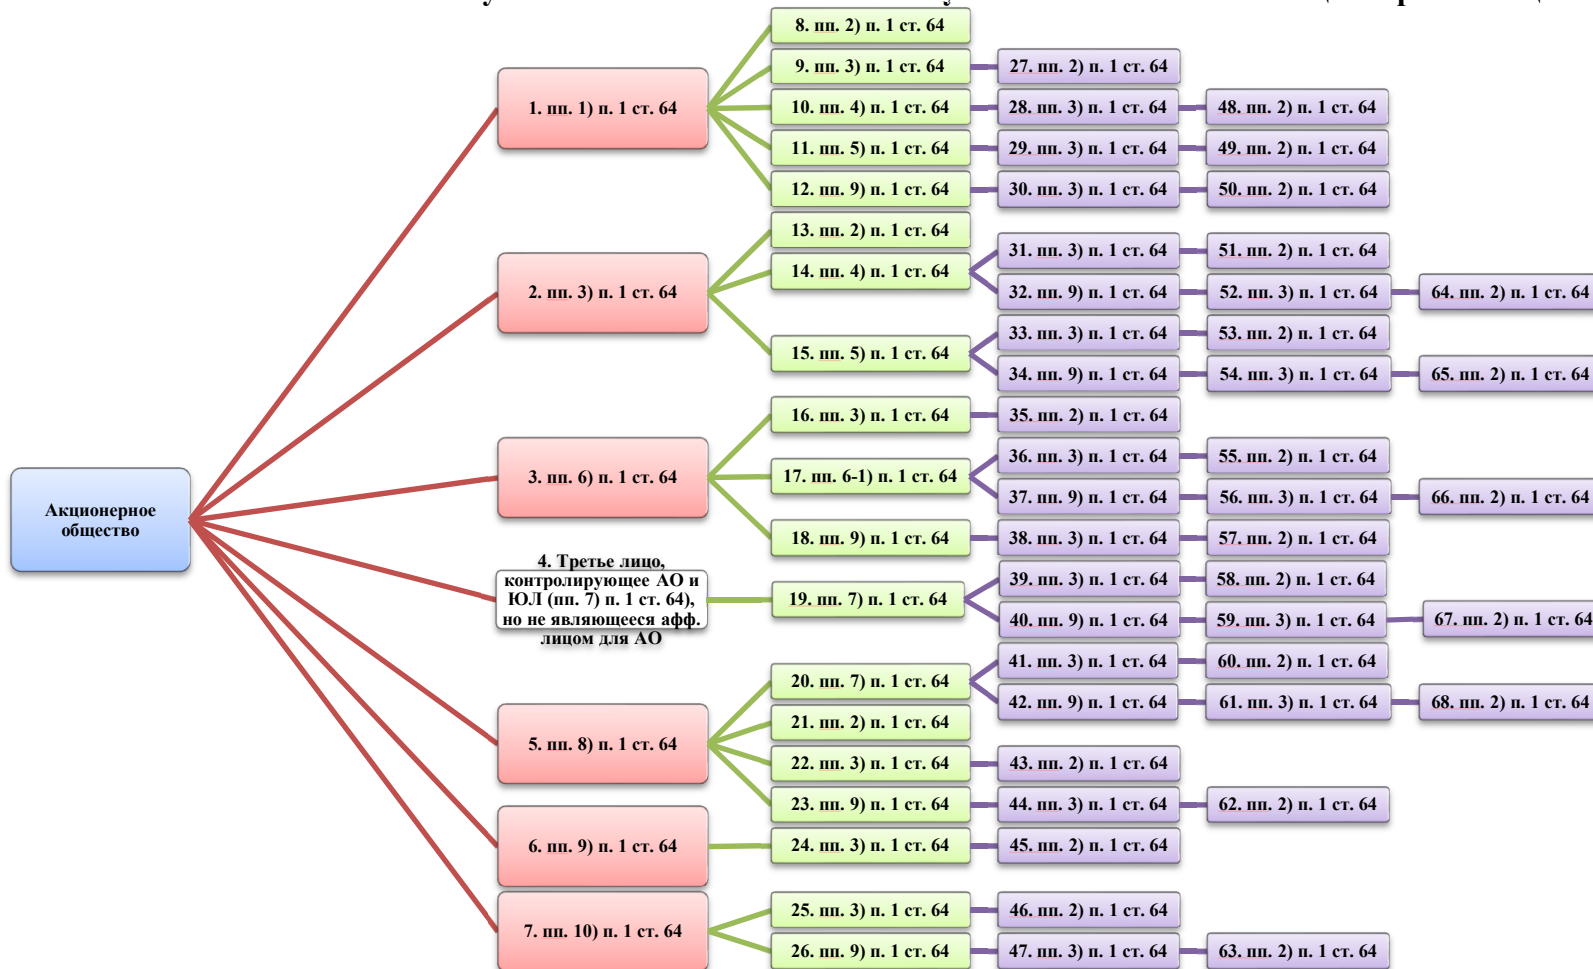 8. пп. 2) п. 1 ст. 64
9. пп. 3) п. 1 ст. 64
27. пп. 2) п. 1 ст. 64
1. пп. 1) п. 1 ст. 64
10. пп. 4) п. 1 ст. 64
28. пп. 3) п. 1 ст. 64
48. пп. 2) п. 1 ст. 64
11. пп. 5) п. 1 ст. 64
29. пп. 3) п. 1 ст. 64
49. пп. 2) п. 1 ст. 64
12. пп. 9) п. 1 ст. 64
30. пп. 3) п. 1 ст. 64
50. пп. 2) п. 1 ст. 64
13. пп. 2) п. 1 ст. 64
31. пп. 3) п. 1 ст. 64
51. пп. 2) п. 1 ст. 64
14. пп. 4) п. 1 ст. 64
2. пп. 3) п. 1 ст. 64
32. пп. 9) п. 1 ст. 64
52. пп. 3) п. 1 ст. 64
64. пп. 2) п. 1 ст. 64
33. пп. 3) п. 1 ст. 64
53. пп. 2) п. 1 ст. 64
15. пп. 5) п. 1 ст. 64
34. пп. 9) п. 1 ст. 64
54. пп. 3) п. 1 ст. 64
65. пп. 2) п. 1 ст. 64
16. пп. 3) п. 1 ст. 64
35. пп. 2) п. 1 ст. 64
36. пп. 3) п. 1 ст. 64
55. пп. 2) п. 1 ст. 64
3. пп. 6) п. 1 ст. 64
17. пп. 6-1) п. 1 ст. 64
37. пп. 9) п. 1 ст. 64
56. пп. 3) п. 1 ст. 64
66. пп. 2) п. 1 ст. 64
Акционерное
общество
18. пп. 9) п. 1 ст. 64
38. пп. 3) п. 1 ст. 64
57. пп. 2) п. 1 ст. 64
4. Третье лицо,
контролирующее АО и
ЮЛ (пп. 7) п. 1 ст. 64),
но не являющееся афф.
лицом для АО
19. пп. 7) п. 1 ст. 64
39. пп. 3) п. 1 ст. 64
58. пп. 2) п. 1 ст. 64
40. пп. 9) п. 1 ст. 64
59. пп. 3) п. 1 ст. 64
67. пп. 2) п. 1 ст. 64
41. пп. 3) п. 1 ст. 64
60. пп. 2) п. 1 ст. 64
20. пп. 7) п. 1 ст. 64
42. пп. 9) п. 1 ст. 64
61. пп. 3) п. 1 ст. 64
68. пп. 2) п. 1 ст. 64
21. пп. 2) п. 1 ст. 64
5. пп. 8) п. 1 ст. 64
22. пп. 3) п. 1 ст. 64
43. пп. 2) п. 1 ст. 64
23. пп. 9) п. 1 ст. 64
44. пп. 3) п. 1 ст. 64
62. пп. 2) п. 1 ст. 64
6. пп. 9) п. 1 ст. 64
24. пп. 3) п. 1 ст. 64
45. пп. 2) п. 1 ст. 64
25. пп. 3) п. 1 ст. 64
46. пп. 2) п. 1 ст. 64
7. пп. 10) п. 1 ст. 64
26. пп. 9) п. 1 ст. 64
47. пп. 3) п. 1 ст. 64
63. пп. 2) п. 1 ст. 64